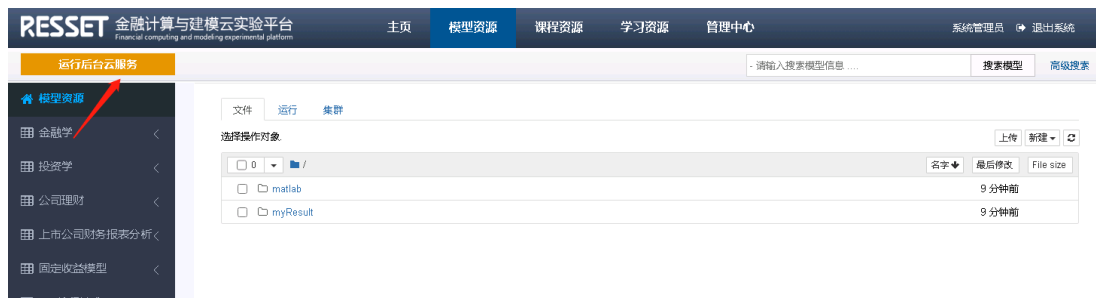 RESSET 金融计算与建模云实验平台
Financial computing and modeling experimental platform
主页 模型资源 课程资源 学习资源 管理中心 系统管理员 退出系统
运行后台云服务 - 请输入搜索模型信息 .... 搜索模型 高级搜索
模型资源
金融学
投资学
公司理财
上市公司财务报表分析
固定收益模型
文件 运行 集群
选择操作对象.
上传 新建
0 / 名字 最后修改 File size
matlab 9 分钟前
myResult 9 分钟前